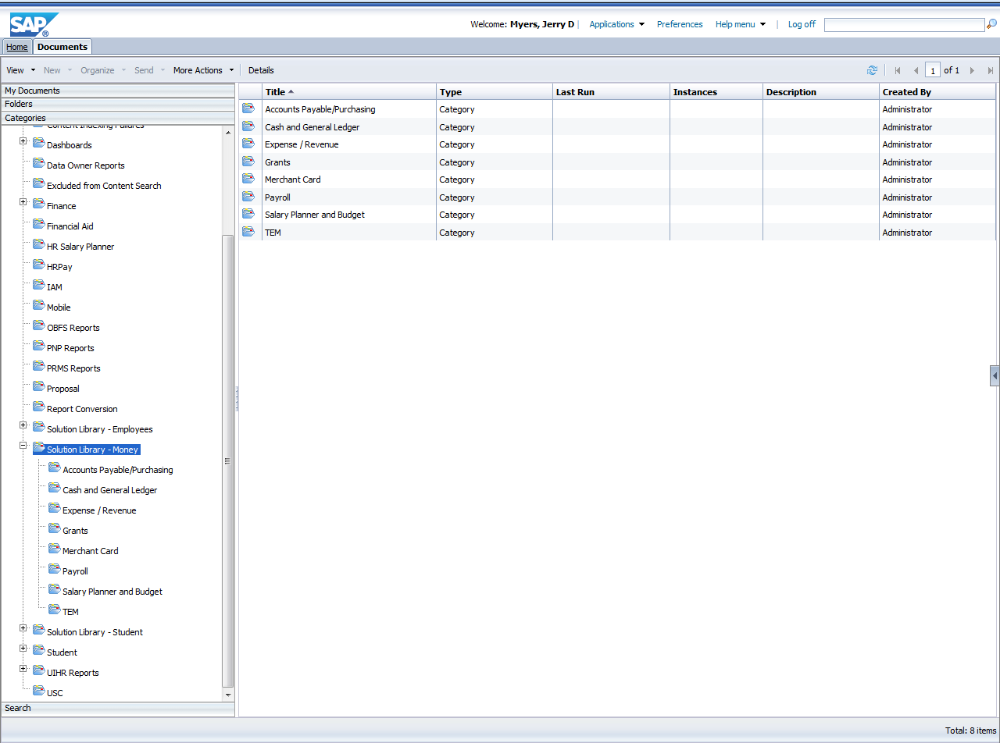 SAP ®
Welcome: Myers, Jerry D | Applications Preferences Help menu | Log off
Home Documents
View New Organize Send More Actions Details 1 of 1
My Documents
Folders
Categories
Content Indexing Failures
Dashboards
Data Owner Reports
Excluded from Content Search
Finance
Financial Aid
HR Salary Planner
HRPay
IAM
Mobile
OBFS Reports
PNP Reports
PRMS Reports
Proposal
Report Conversion
Solution Library - Employees
Solution Library - Money
Accounts Payable/Purchasing
Cash and General Ledger
Expense / Revenue
Grants
Merchant Card
Payroll
Salary Planner and Budget
TEM
Solution Library - Student
Student
UIHR Reports
USC
Search
Title Type Last Run Instances Description Created By
Accounts Payable/Purchasing Category Administrator
Cash and General Ledger Category Administrator
Expense / Revenue Category Administrator
Grants Category Administrator
Merchant Card Category Administrator
Payroll Category Administrator
Salary Planner and Budget Category Administrator
TEM Category Administrator
Total: 8 items